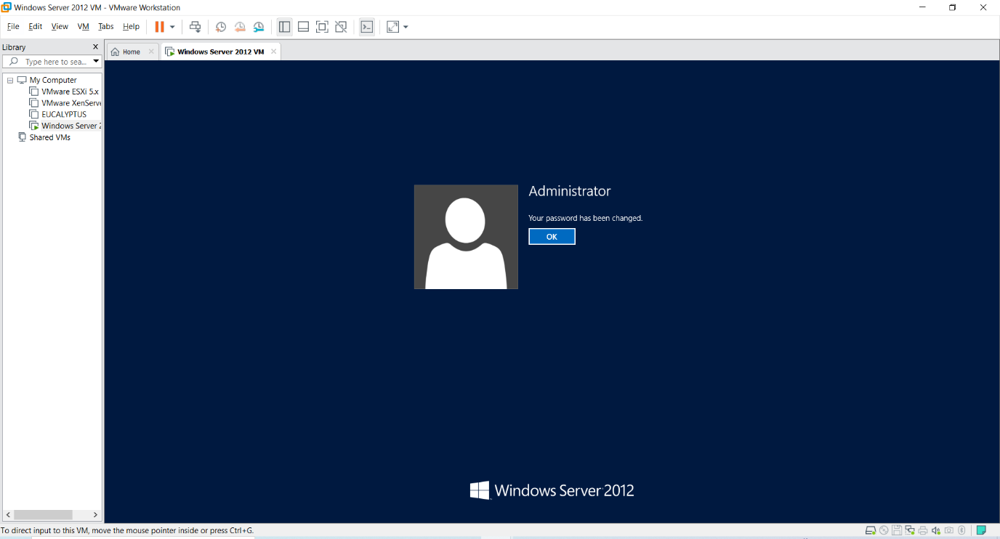 Windows Server 2012 VM - VMware Workstation
File Edit View VM Tabs Help
Library
Type here to sea...
Home
Windows Server 2012 VM
My Computer
VMware ESXi 5.x
VMware XenServe
EUCALYPTUS
Windows Server 2
Shared VMs
Administrator
Your password has been changed.
OK
Windows Server 2012
To direct input to this VM, move the mouse pointer inside or press Ctrl+G.